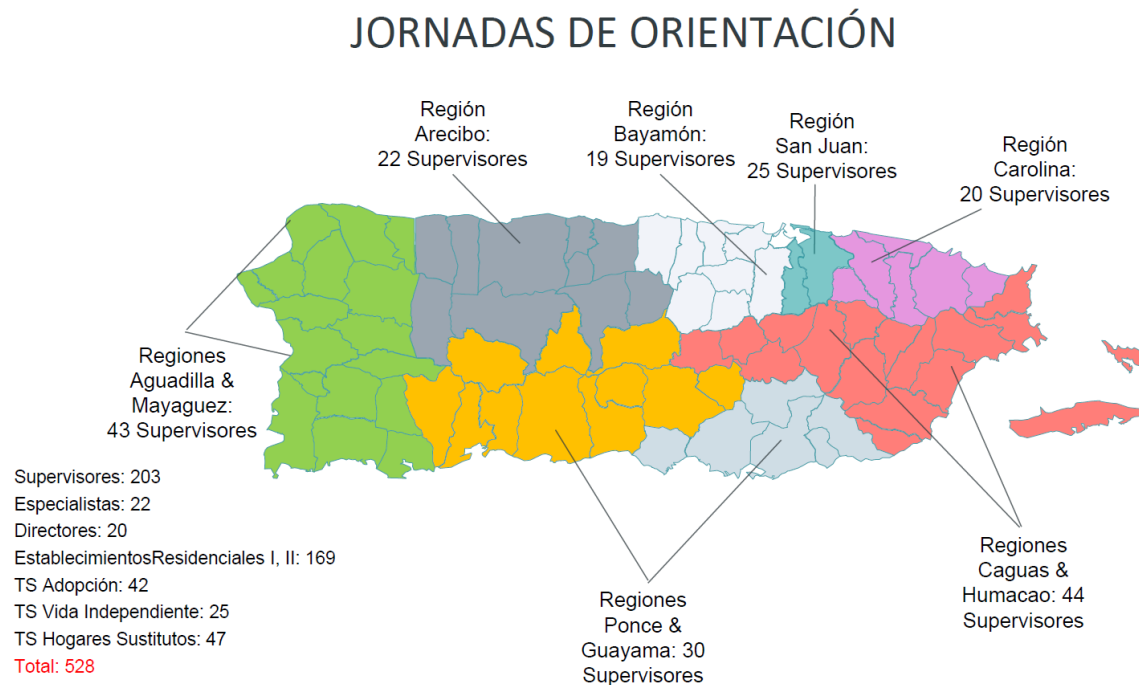 JORNADAS DE ORIENTACIÓN
Región
Arecibo:
22 Supervisores
Región
Bayamón:
19 Supervisores
Región
San Juan:
25 Supervisores
Región
Carolina:
20 Supervisores
Regiones
Aguadilla &
Mayaguez:
43 Supervisores
Supervisores: 203
Especialistas: 22
Directores: 20
EstablecimientosResidenciales I, II: 169
TS Adopción: 42
TS Vida Independiente: 25
TS Hogares Sustitutos: 47
Total: 528
Regiones
Ponce &
Guayama: 30
Supervisores
Regiones
Caguas &
Humacao: 44
Supervisores